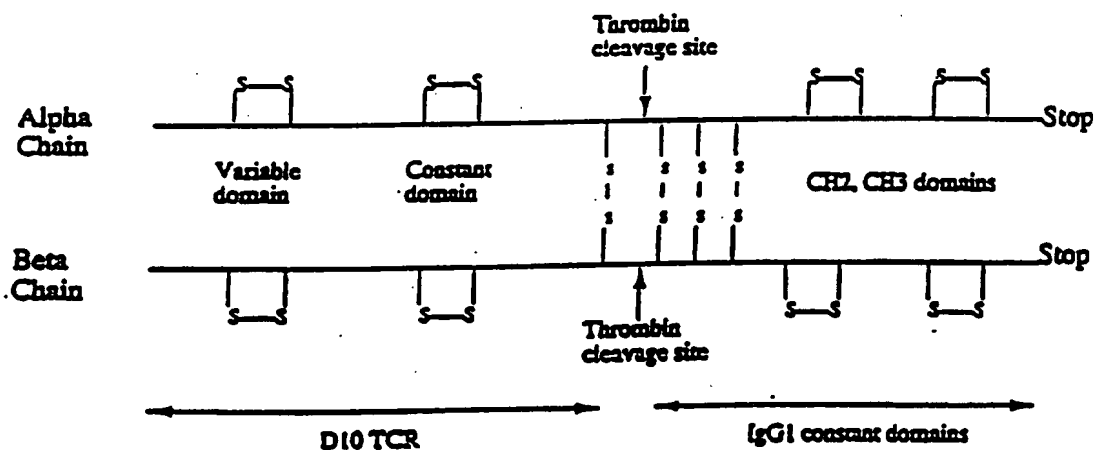 Thrombin
cleavage site
S S
S S
S S
S S
Alpha
Chain
Stop
Variable
domain
Constant
domain
s s s s
s s s s
CH2, CH3 domains
Beta
Chain
Stop
S S
S S
S S
S S
Thrombin
cleavage site
D10 TCR
IgG1 constant domains